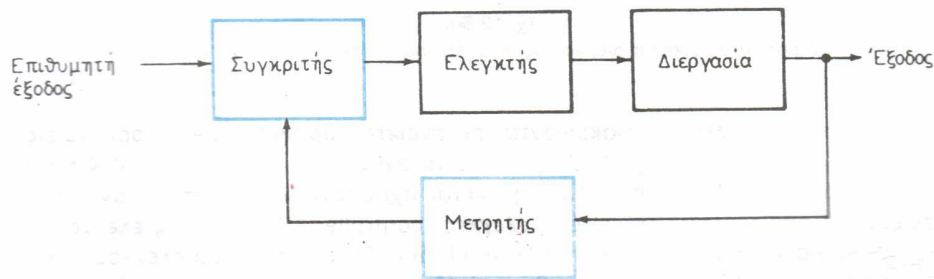 Επιθυμητή
έξοδος
Συγκριτής
Ελεγκτής
Διεργασία
Έξοδος
Μετρητής